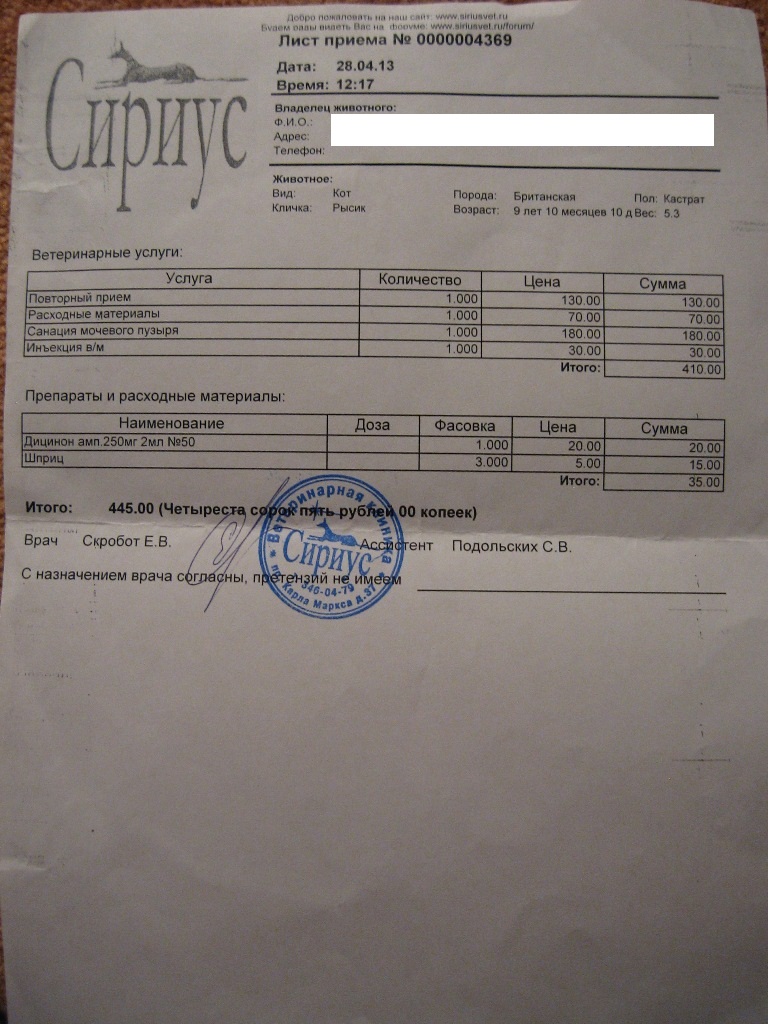 Добро пожаловать на наш сайт: www.siriusvet.ru
Будем рады видеть Вас на форуме: www.siriusvet.ru/forum/
Сириус
Лист приема № 0000004369
Дата: 28.04.13
Время: 12:17
Владелец животного:
Ф.И.О.:
Адрес:
Телефон:
Животное:
Вид: Кот Порода: Британская Пол: Кастрат
Кличка: Рысик Возраст: 9 лет 10 месяцев 10 д Вес: 5.3
Ветеринарные услуги:
Услуга Количество Цена Сумма
Повторный прием 1.000 130.00 130.00
Расходные материалы 1.000 70.00 70.00
Санация мочевого пузыря 1.000 180.00 180.00
Инъекция в/м 1.000 30.00 30.00
Итого: 410.00
Препараты и расходные материалы:
Наименование Доза Фасовка Цена Сумма
Дицинон амп.250мг 2мл №50 1.000 20.00 20.00
Шприц 3.000 5.00 15.00
Итого: 35.00
Итого: 445.00 (Четыреста сорок пять рублей 00 копеек)
Врач Скробот Е.В. Ассистент Подольских С.В.
С назначением врача согласны, претензий не имеем
Ветеринарная клиника
Сириус
346-04-79
пр. Карла Маркса д.37